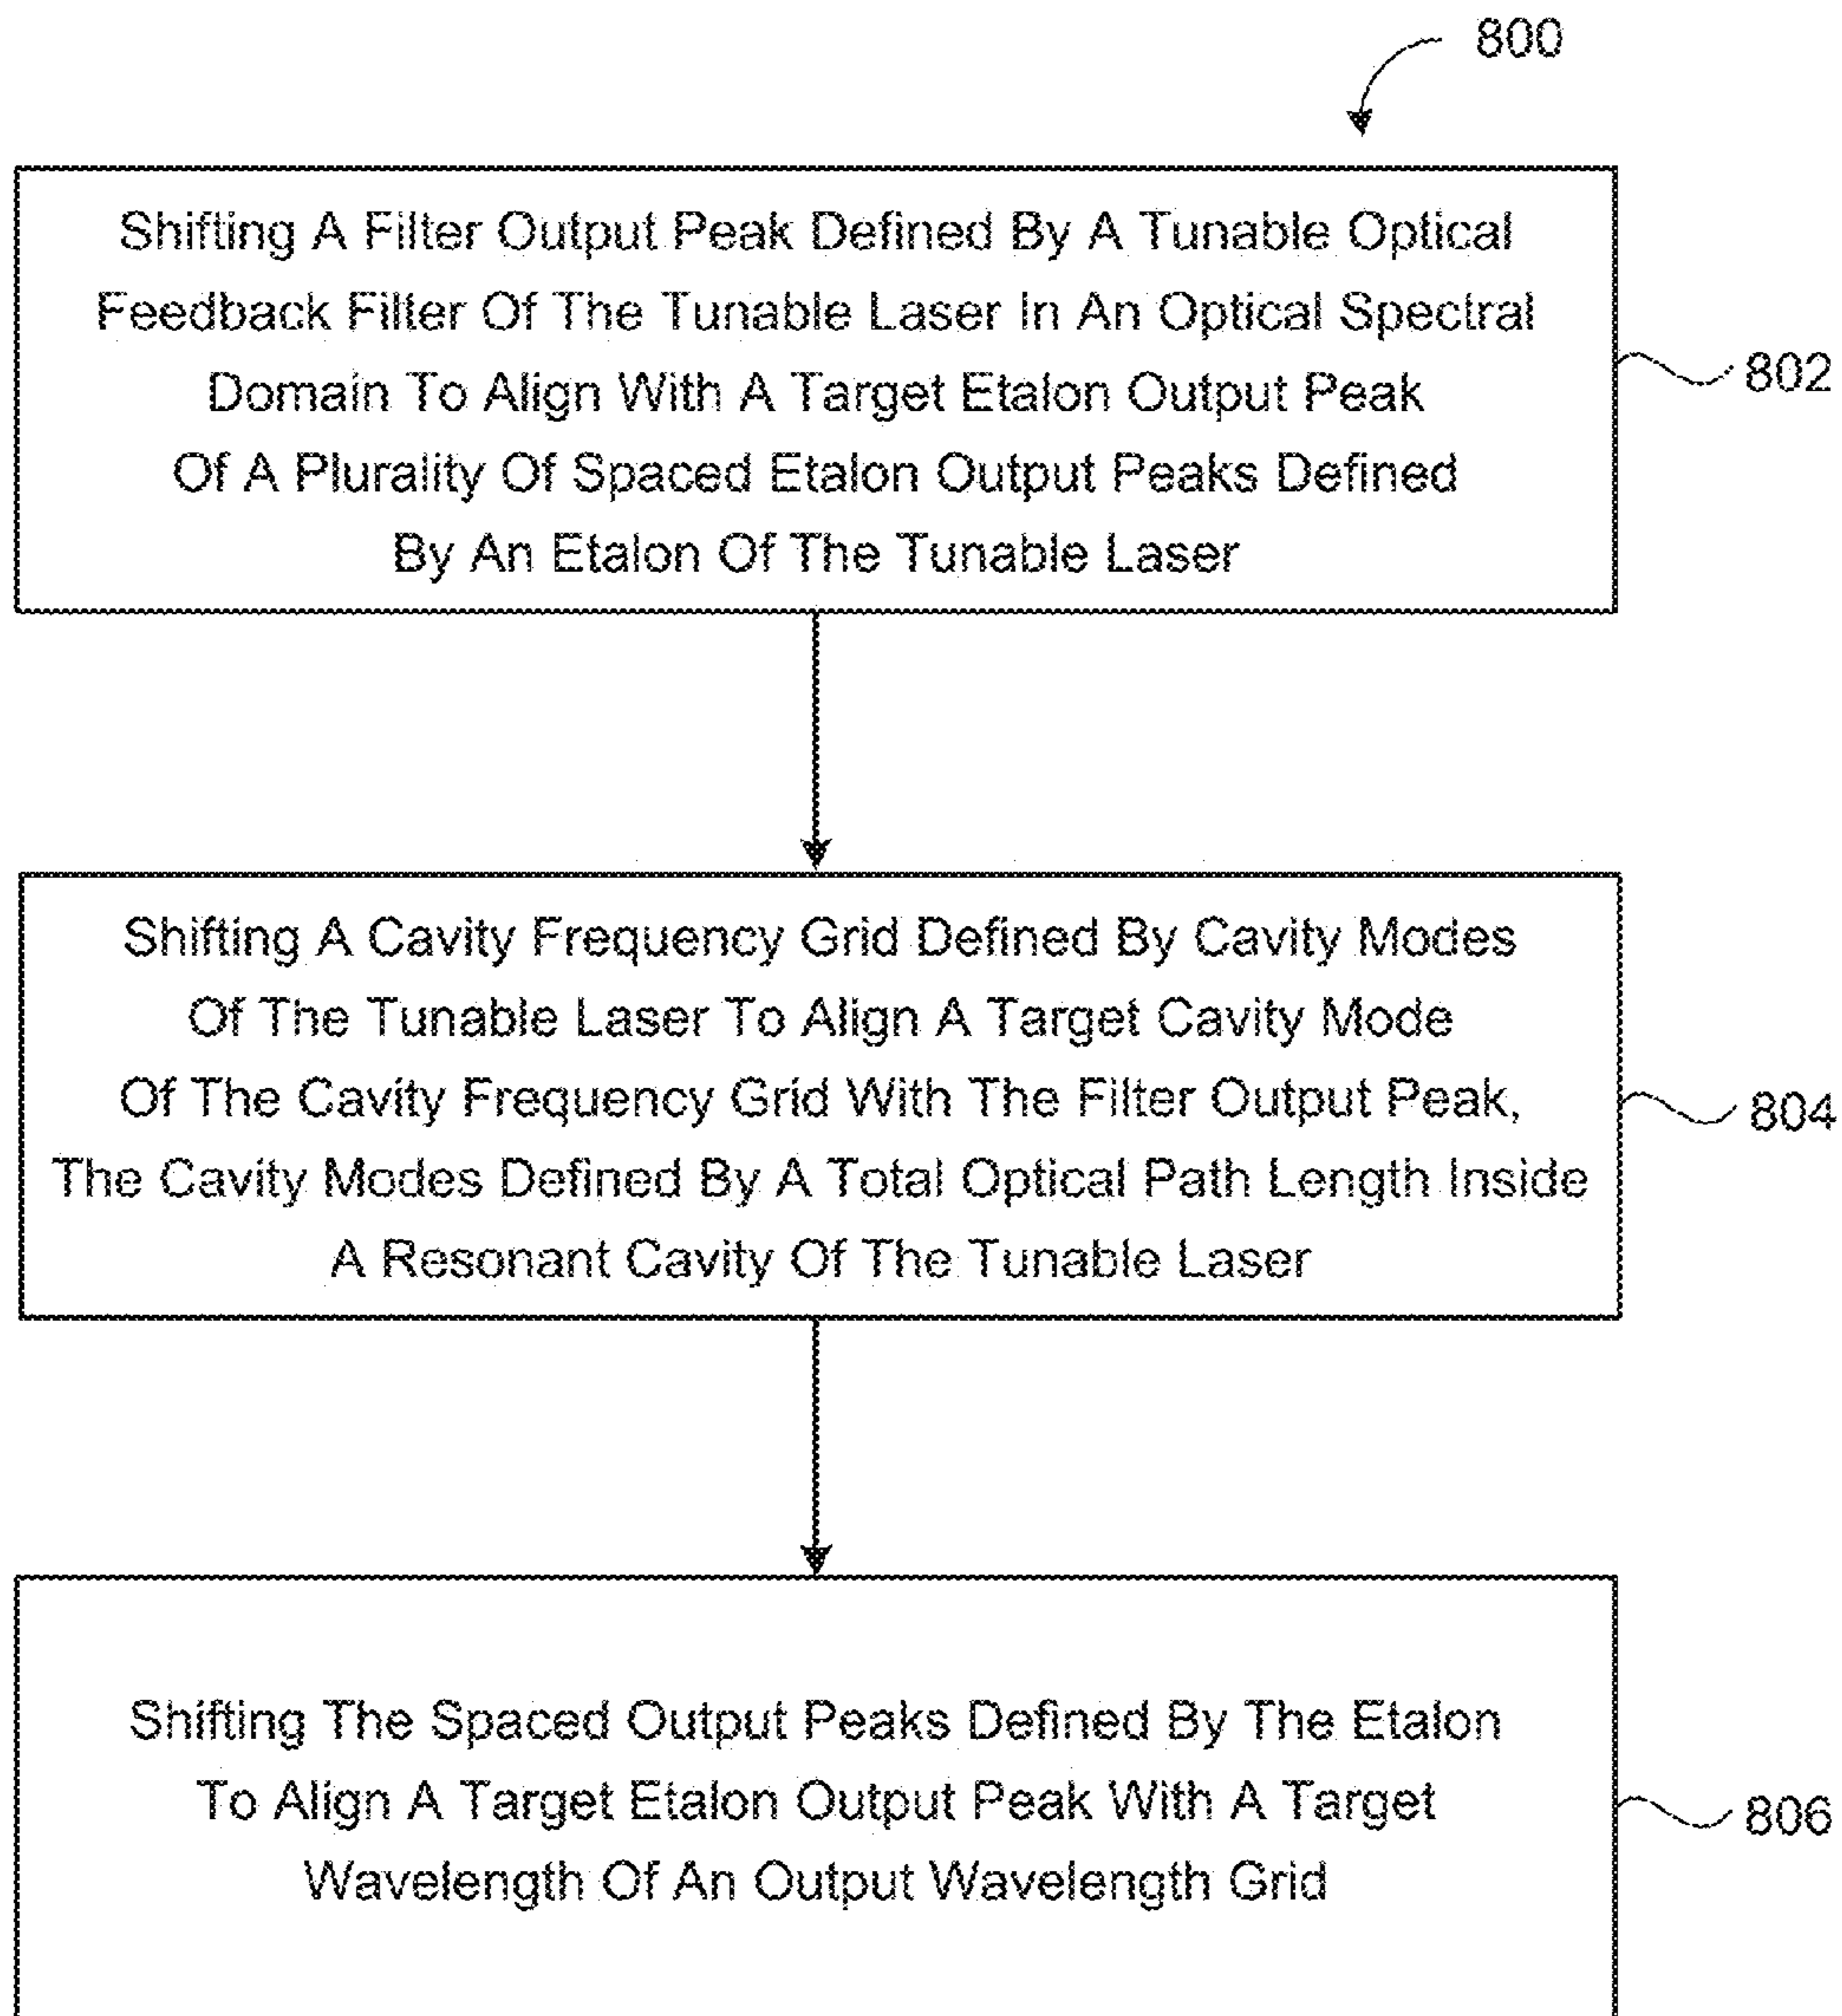 800
Shifting A Filter Output Peak Defined By A Tunable Optical
Feedback Filter Of The Tunable Laser In An Optical Spectral
Domain To Align With A Target Etalon Output Peak
Of A Plurality Of Spaced Etalon Output Peaks Defined
By An Etalon Of The Tunable Laser
802
Shifting A Cavity Frequency Grid Defined By Cavity Modes
Of The Tunable Laser To Align A Target Cavity Mode
Of The Cavity Frequency Grid With The Filter Output Peak,
The Cavity Modes Defined By A Total Optical Path Length Inside
A Resonant Cavity Of The Tunable Laser
804
Shifting The Spaced Output Peaks Defined By The Etalon
To Align A Target Etalon Output Peak With A Target
Wavelength Of An Output Wavelength Grid
806